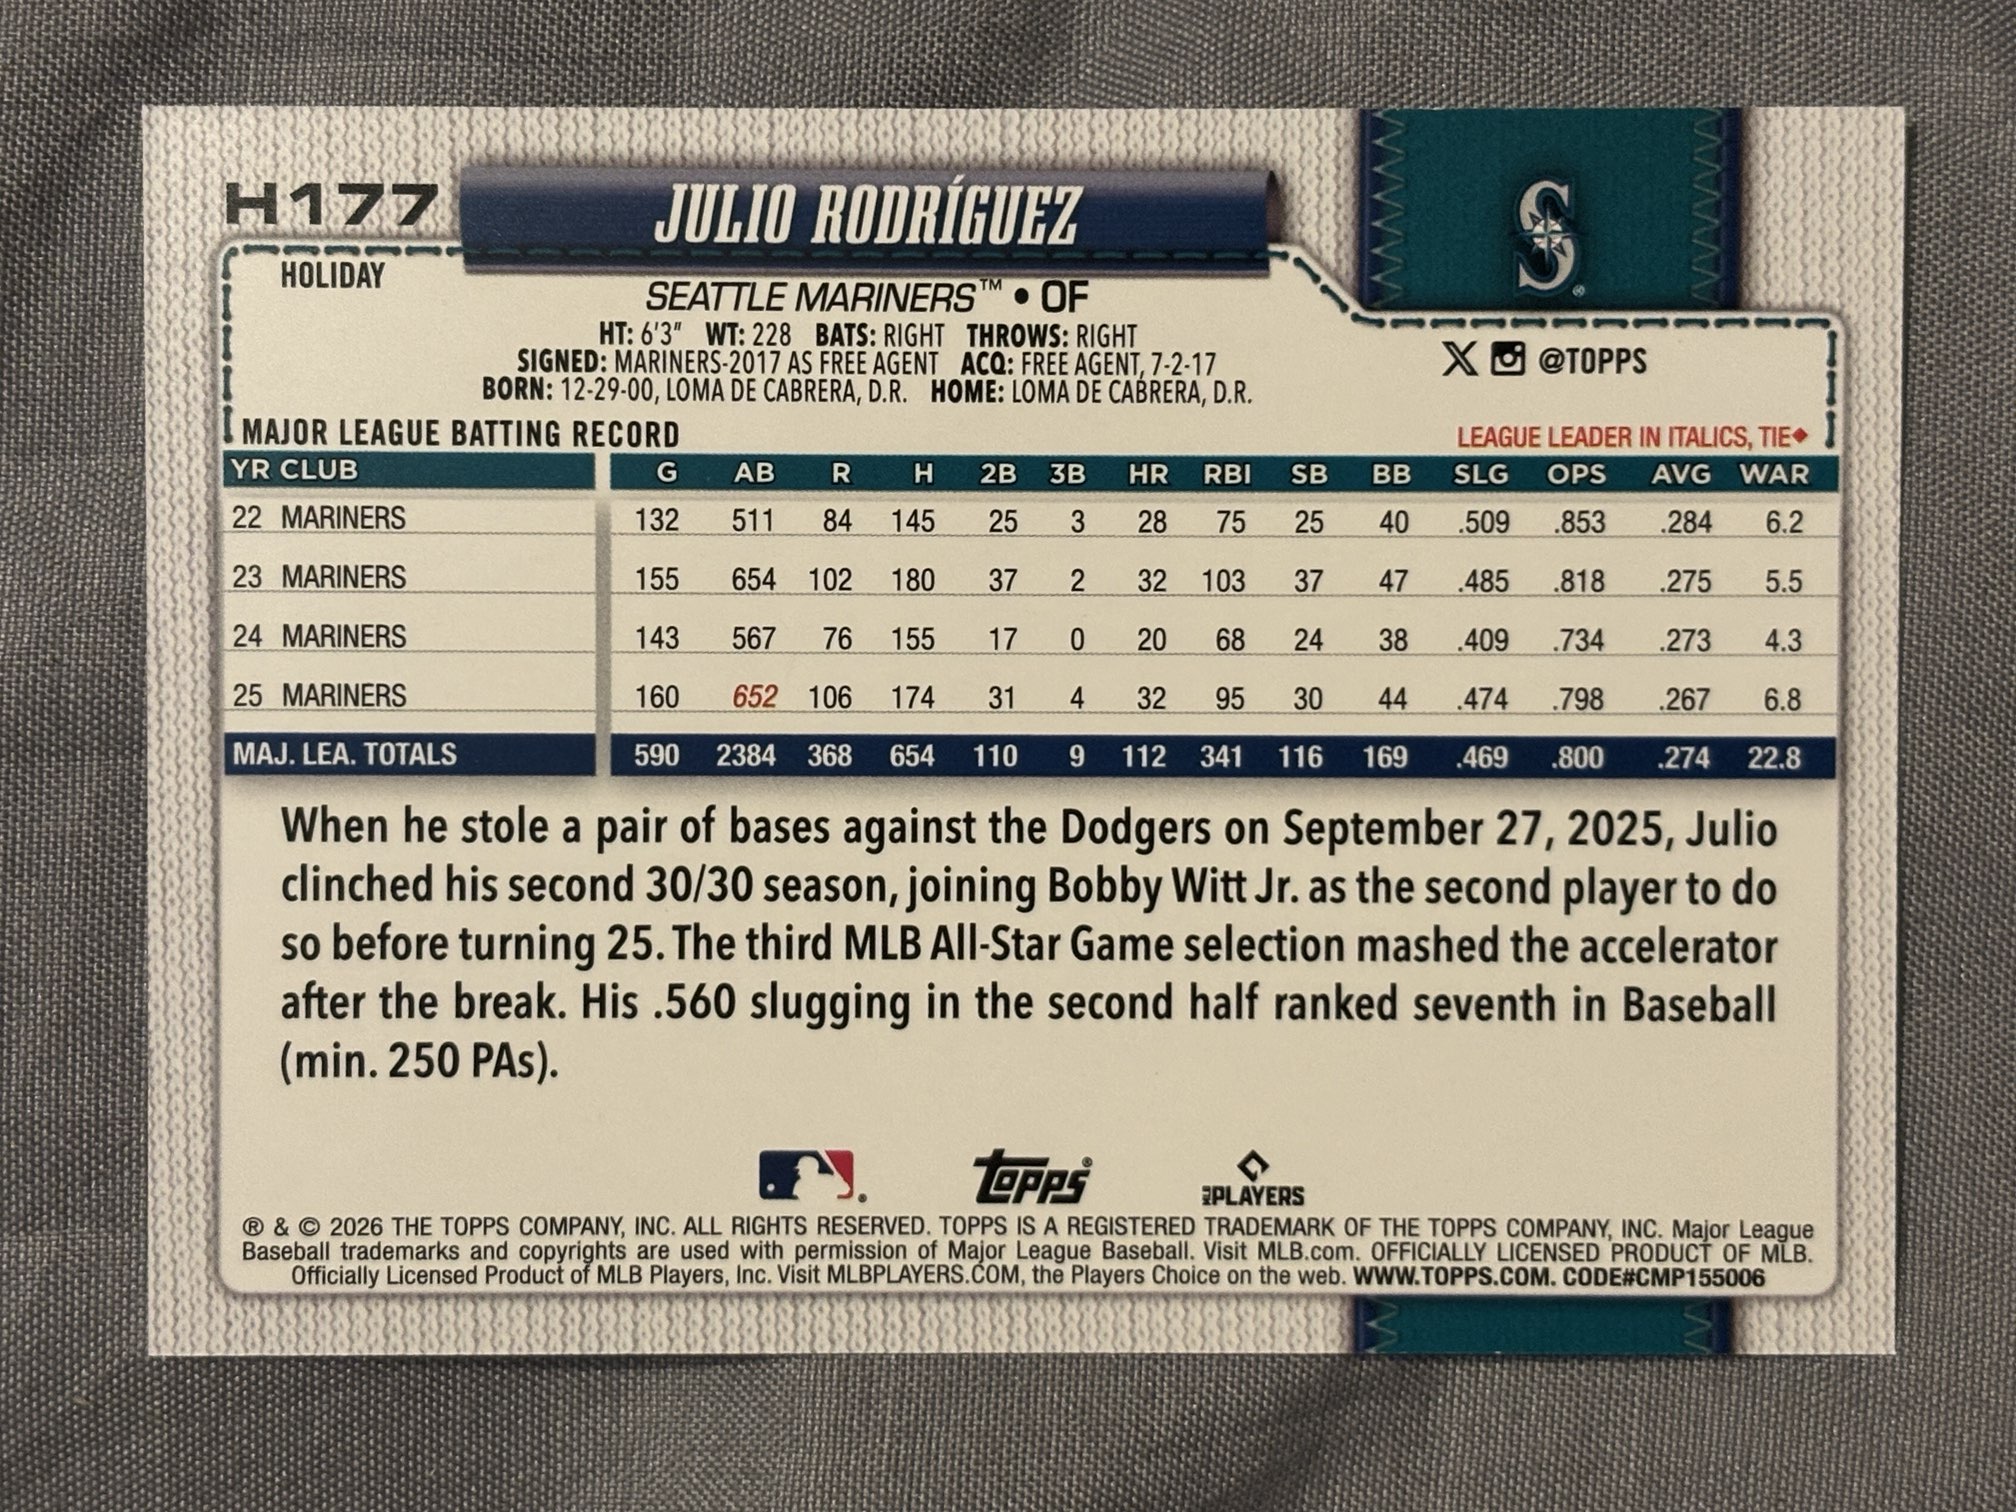 H177 JULIO RODRÍGUEZ
HOLIDAY
SEATTLE MARINERS™ • OF
HT: 6'3" WT: 228 BATS: RIGHT THROWS: RIGHT
SIGNED: MARINERS-2017 AS FREE AGENT ACQ: FREE AGENT, 7-2-17
BORN: 12-29-00, LOMA DE CABRERA, D.R. HOME: LOMA DE CABRERA, D.R.
S®
X @TOPPS
MAJOR LEAGUE BATTING RECORD LEAGUE LEADER IN ITALICS, TIE◆
YR CLUB G AB R H 2B 3B HR RBI SB BB SLG OPS AVG WAR
22 MARINERS 132 511 84 145 25 3 28 75 25 40 .509 .853 .284 6.2
23 MARINERS 155 654 102 180 37 2 32 103 37 47 .485 .818 .275 5.5
24 MARINERS 143 567 76 155 17 0 20 68 24 38 .409 .734 .273 4.3
25 MARINERS 160 652 106 174 31 4 32 95 30 44 .474 .798 .267 6.8
MAJ. LEA. TOTALS 590 2384 368 654 110 9 112 341 116 169 .469 .800 .274 22.8
When he stole a pair of bases against the Dodgers on September 27, 2025, Julio
clinched his second 30/30 season, joining Bobby Witt Jr. as the second player to do
so before turning 25. The third MLB All-Star Game selection mashed the accelerator
after the break. His .560 slugging in the second half ranked seventh in Baseball
(min. 250 PAs).
Topps® MLB PLAYERS
® & © 2026 THE TOPPS COMPANY, INC. ALL RIGHTS RESERVED. TOPPS IS A REGISTERED TRADEMARK OF THE TOPPS COMPANY, INC. Major League
Baseball trademarks and copyrights are used with permission of Major League Baseball. Visit MLB.com. OFFICIALLY LICENSED PRODUCT OF MLB.
Officially Licensed Product of MLB Players, Inc. Visit MLBPLAYERS.COM, the Players Choice on the web. WWW.TOPPS.COM. CODE#CMP155006